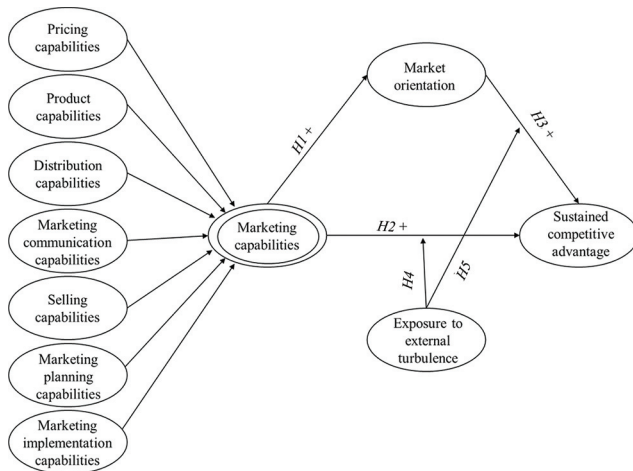 Pricing
capabilities
Product
capabilities
Distribution
capabilities
Marketing
communication
capabilities
Selling
capabilities
Marketing
planning
capabilities
Marketing
implementation
capabilities
Marketing
capabilities
H1 +
Market
orientation
H3 +
H2 +
H4
H5
Exposure to
external
turbulence
Sustained
competitive
advantage